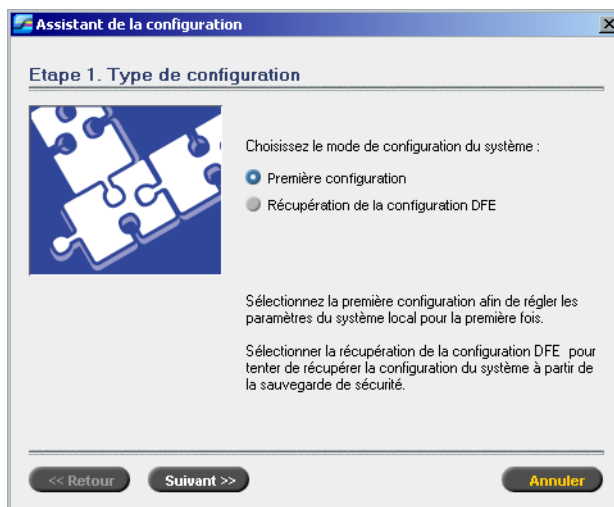 Assistant de la configuration
Etape 1. Type de configuration
Choisissez le mode de configuration du système :
Première configuration
Récupération de la configuration DFE
Sélectionnez la première configuration afin de régler les
paramètres du système local pour la première fois.
Sélectionner la récupération de la configuration DFE pour
tenter de récupérer la configuration du système à partir de
la sauvegarde de sécurité.
<< Retour
Suivant >>
Annuler